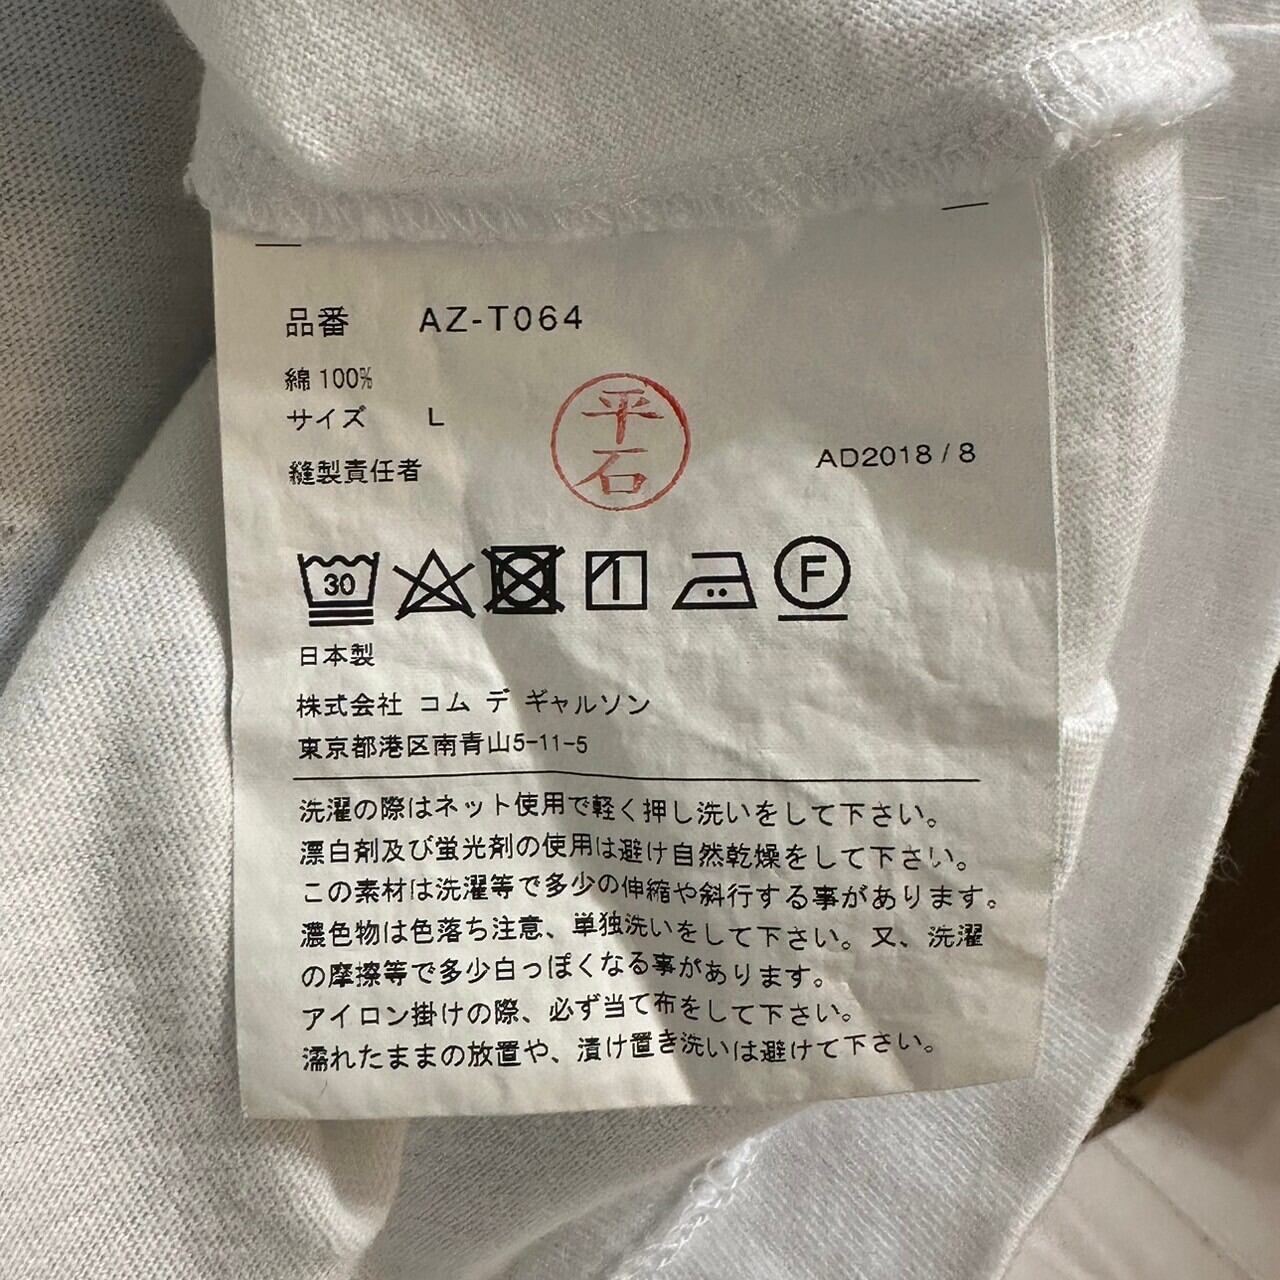 品番 AZ-T064
綿 100%
サイズ L
縫製責任者
平石
AD2018 / 8
30 1 F
日本製
株式会社 コム デ ギャルソン
東京都港区南青山5-11-5
洗濯の際はネット使用で軽く押し洗いをして下さい。
漂白剤及び蛍光剤の使用は避け自然乾燥をして下さい。
この素材は洗濯等で多少の伸縮や斜行する事があります。
濃色物は色落ち注意、単独洗いをして下さい。又、洗濯
の摩擦等で多少白っぽくなる事があります。
アイロン掛けの際、必ず当て布をして下さい。
濡れたままの放置や、漬け置き洗いは避けて下さい。